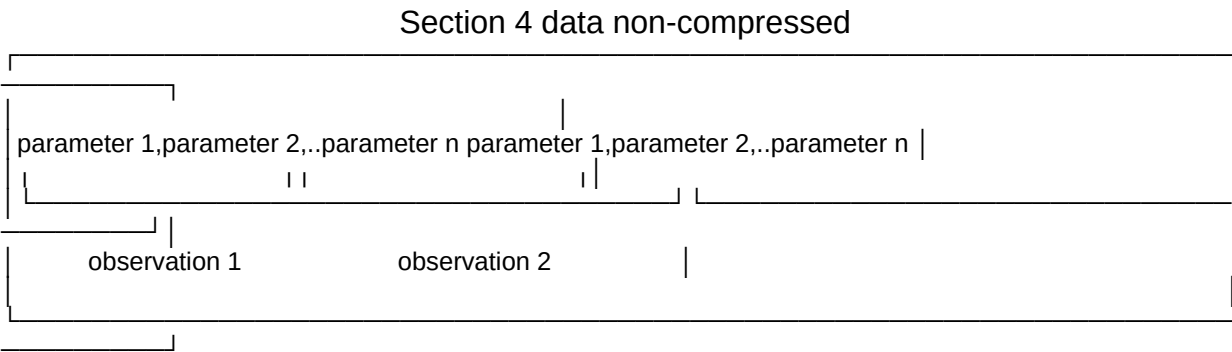 Section 4 data non-compressed
parameter 1,parameter 2,..parameter n parameter 1,parameter 2,..parameter n
observation 1 observation 2